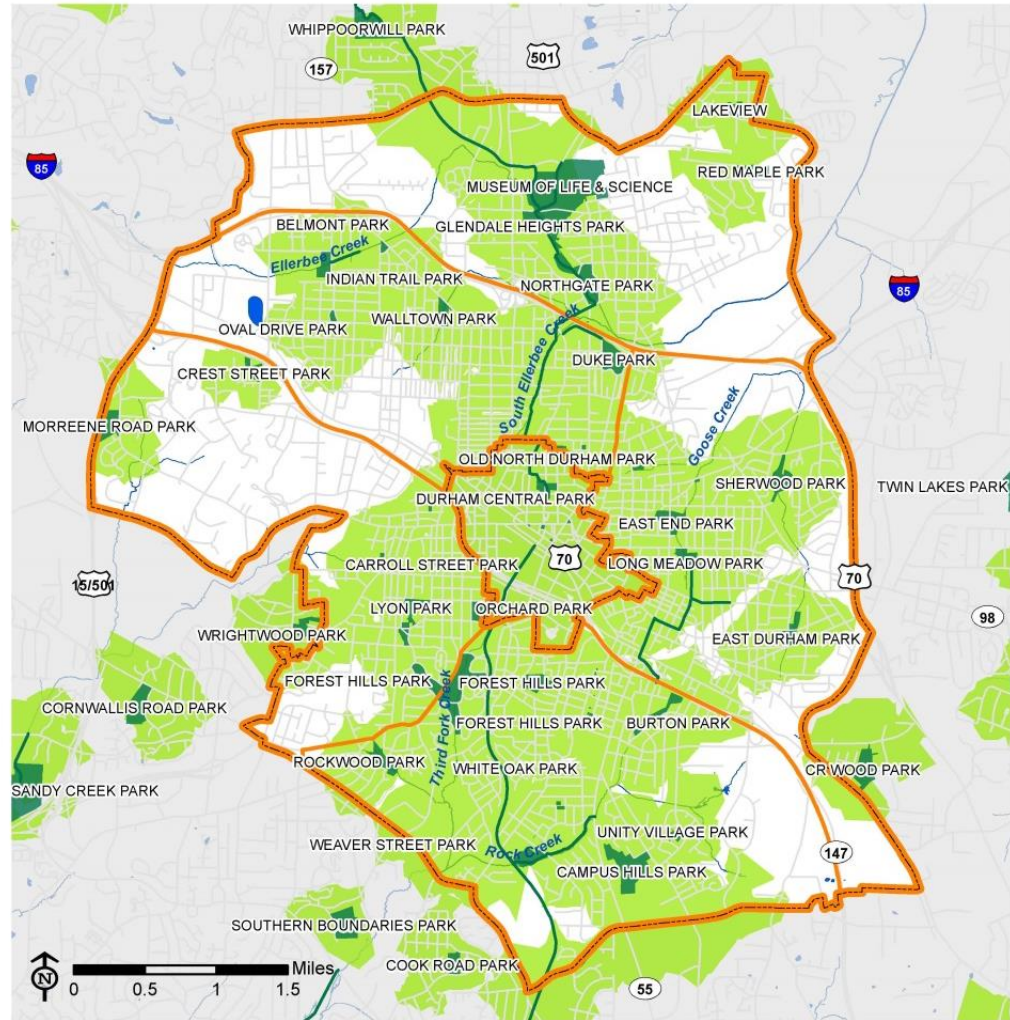 WHIPPOORWILL PARK
501
157
LAKEVIEW
85
RED MAPLE PARK
MUSEUM OF LIFE & SCIENCE
BELMONT PARK
GLENDALE HEIGHTS PARK
Ellerbee Creek
INDIAN TRAIL PARK
NORTHGATE PARK
85
WALLTOWN PARK
OVAL DRIVE PARK
DUKE PARK
CREST STREET PARK
South Ellerbee Creek
Goose Creek
MORREENE ROAD PARK
OLD NORTH DURHAM PARK
SHERWOOD PARK
TWIN LAKES PARK
DURHAM CENTRAL PARK
EAST END PARK
70
CARROLL STREET PARK
LONG MEADOW PARK
15/501
70
LYON PARK
ORCHARD PARK
98
WRIGHTWOOD PARK
EAST DURHAM PARK
FOREST HILLS PARK
FOREST HILLS PARK
CORNWALLIS ROAD PARK
Third Fork Creek
FOREST HILLS PARK
BURTON PARK
ROCKWOOD PARK
WHITE OAK PARK
CR WOOD PARK
SANDY CREEK PARK
UNITY VILLAGE PARK
WEAVER STREET PARK
Rock Creek
147
CAMPUS HILLS PARK
SOUTHERN BOUNDARIES PARK
COOK ROAD PARK
N
Miles
0 0.5 1 1.5
55